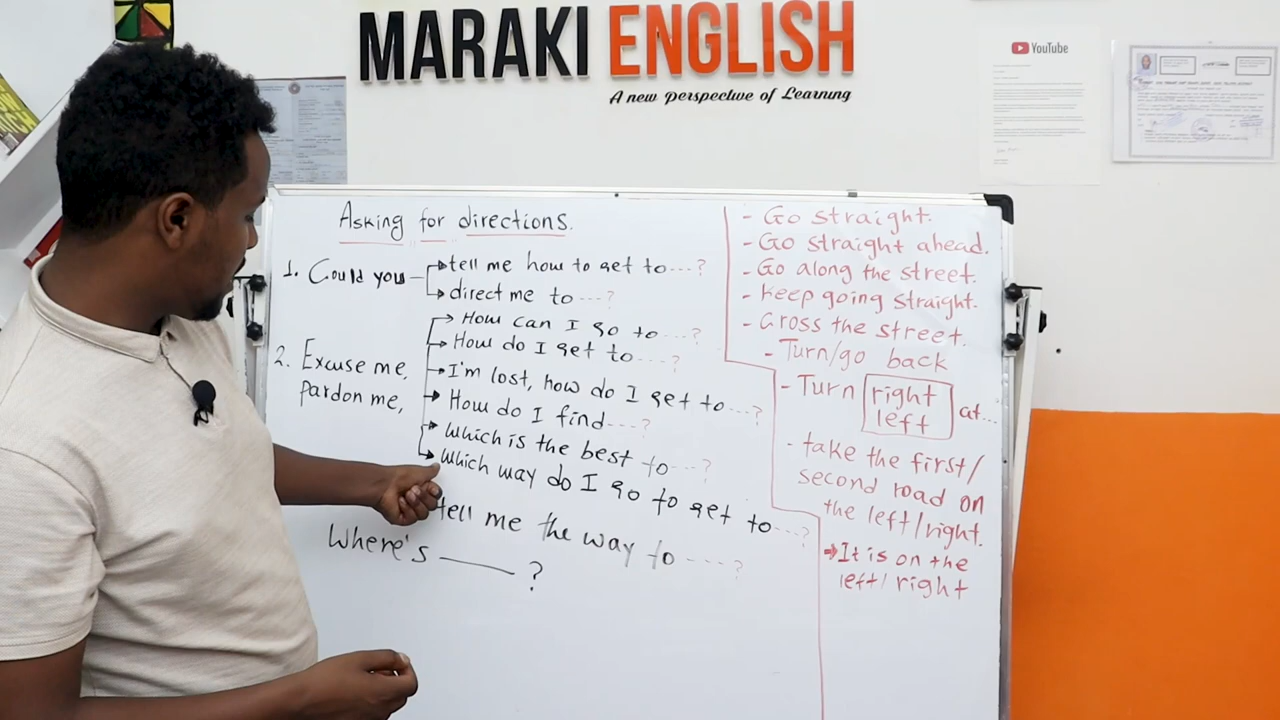 MARAKI ENGLISH
A new perspective of Learning
YouTube
Asking for directions.
1. Could you
tell me how to get to ---?
direct me to ---?
2. Excuse me,
pardon me,
How can I go to ---?
How do I get to ---?
I'm lost, how do I get to ---?
How do I find ---?
which is the best to ---?
which way do I go to get to ---?
tell me the way to ----?
Where's ______ ?
- Go straight.
- Go straight ahead.
- Go along the street.
- Keep going straight.
- Cross the street.
- Turn/go back
- Turn right
left at...
- take the first/
second road on
the left/right.
It is on the
left/right